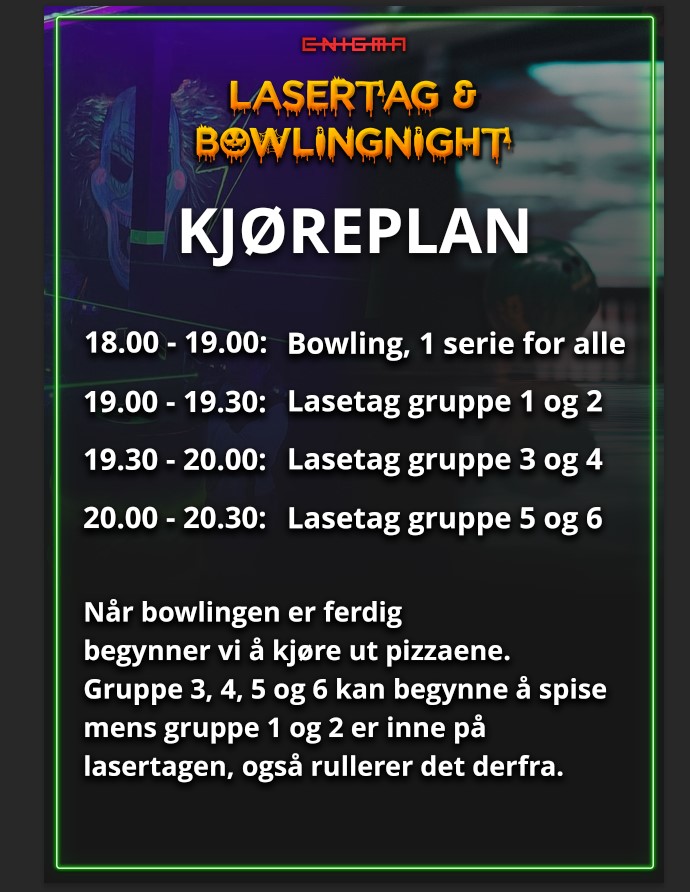 ENIGMA
LASERTAG &
BOWLINGNIGHT
KJØREPLAN
18.00 - 19.00: Bowling, 1 serie for alle
19.00 - 19.30: Lasetag gruppe 1 og 2
19.30 - 20.00: Lasetag gruppe 3 og 4
20.00 - 20.30: Lasetag gruppe 5 og 6
Når bowlingen er ferdig
begynner vi å kjøre ut pizzaene.
Gruppe 3, 4, 5 og 6 kan begynne å spise
mens gruppe 1 og 2 er inne på
lasertagen, også rullerer det derfra.